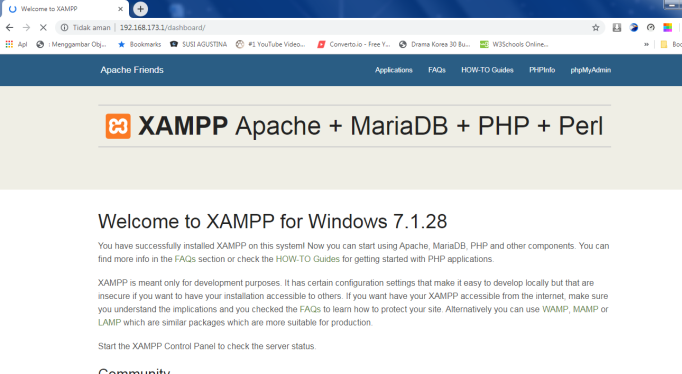 Welcome to XAMPP
Tidak aman | 192.168.173.1/dashboard/
Apl : Menggambar Obj... Bookmarks SUSI AGUSTINA #1 YouTube Video... Converto.io - Free Y... Drama Korea 30 Bu... W3Schools Online... » Boo
Apache Friends Applications FAQs HOW-TO Guides PHPInfo phpMyAdmin
XAMPP Apache + MariaDB + PHP + Perl
Welcome to XAMPP for Windows 7.1.28
You have successfully installed XAMPP on this system! Now you can start using Apache, MariaDB, PHP and other components. You can
find more info in the FAQs section or check the HOW-TO Guides for getting started with PHP applications.
XAMPP is meant only for development purposes. It has certain configuration settings that make it easy to develop locally but that are
insecure if you want to have your installation accessible to others. If you want have your XAMPP accessible from the internet, make sure
you understand the implications and you checked the FAQs to learn how to protect your site. Alternatively you can use WAMP, MAMP or
LAMP which are similar packages which are more suitable for production.
Start the XAMPP Control Panel to check the server status.
Community